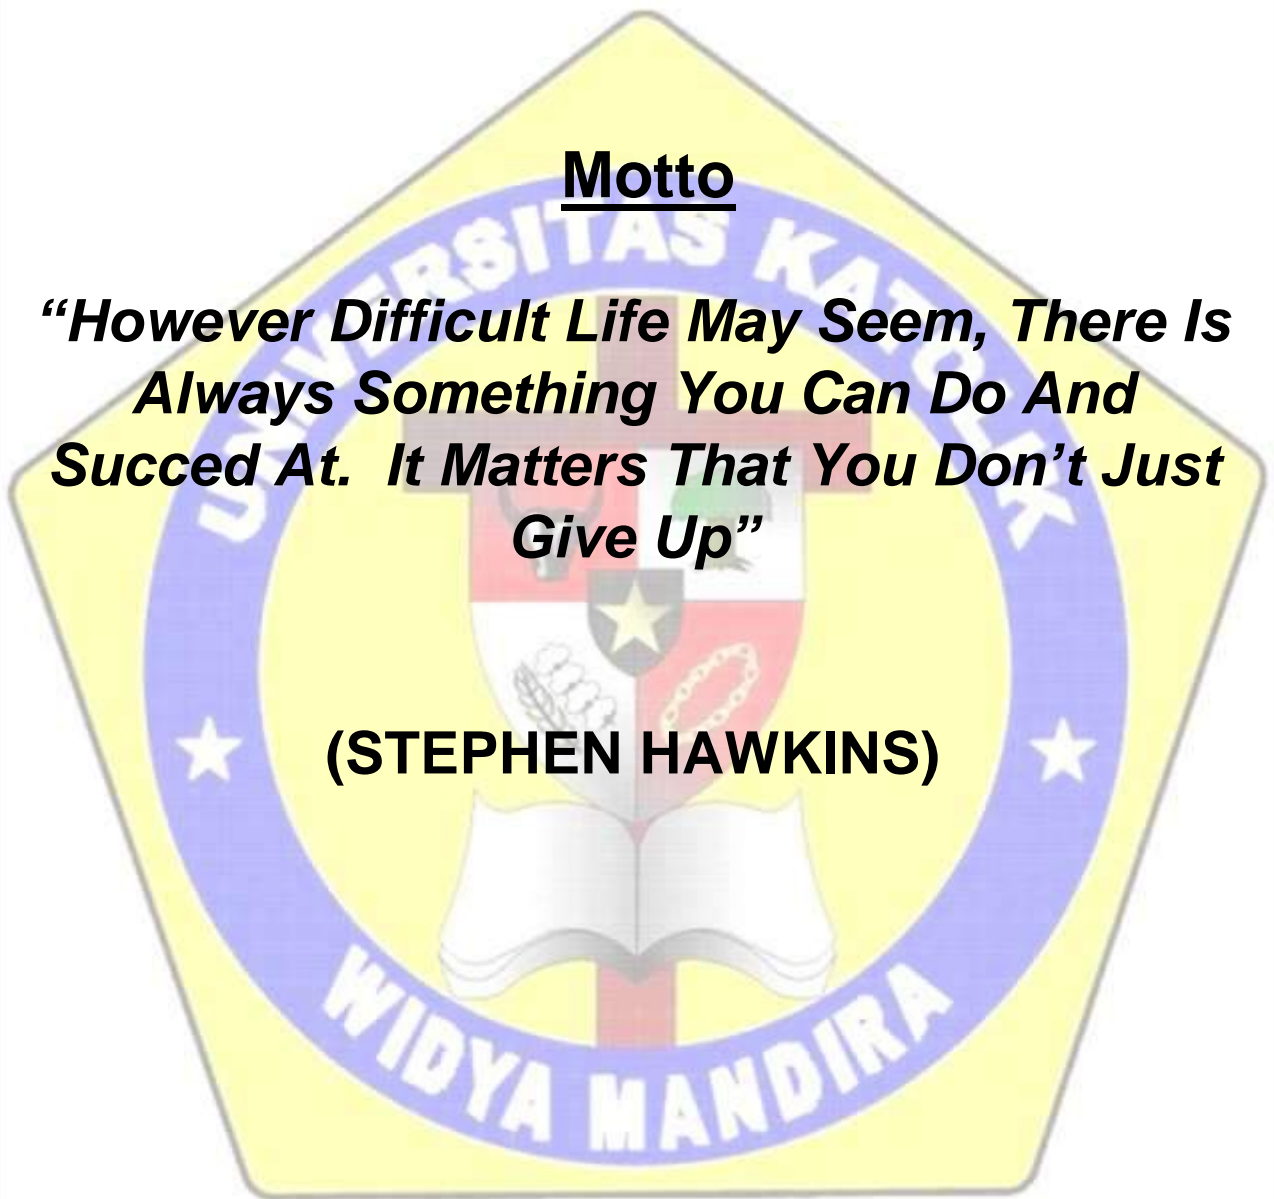 Motto
UNIVERSITAS KATOLIK
“However Difficult Life May Seem, There Is
Always Something You Can Do And
Succed At.  It Matters That You Don’t Just
Give Up”
(STEPHEN HAWKINS)
WIDYA MANDIRA